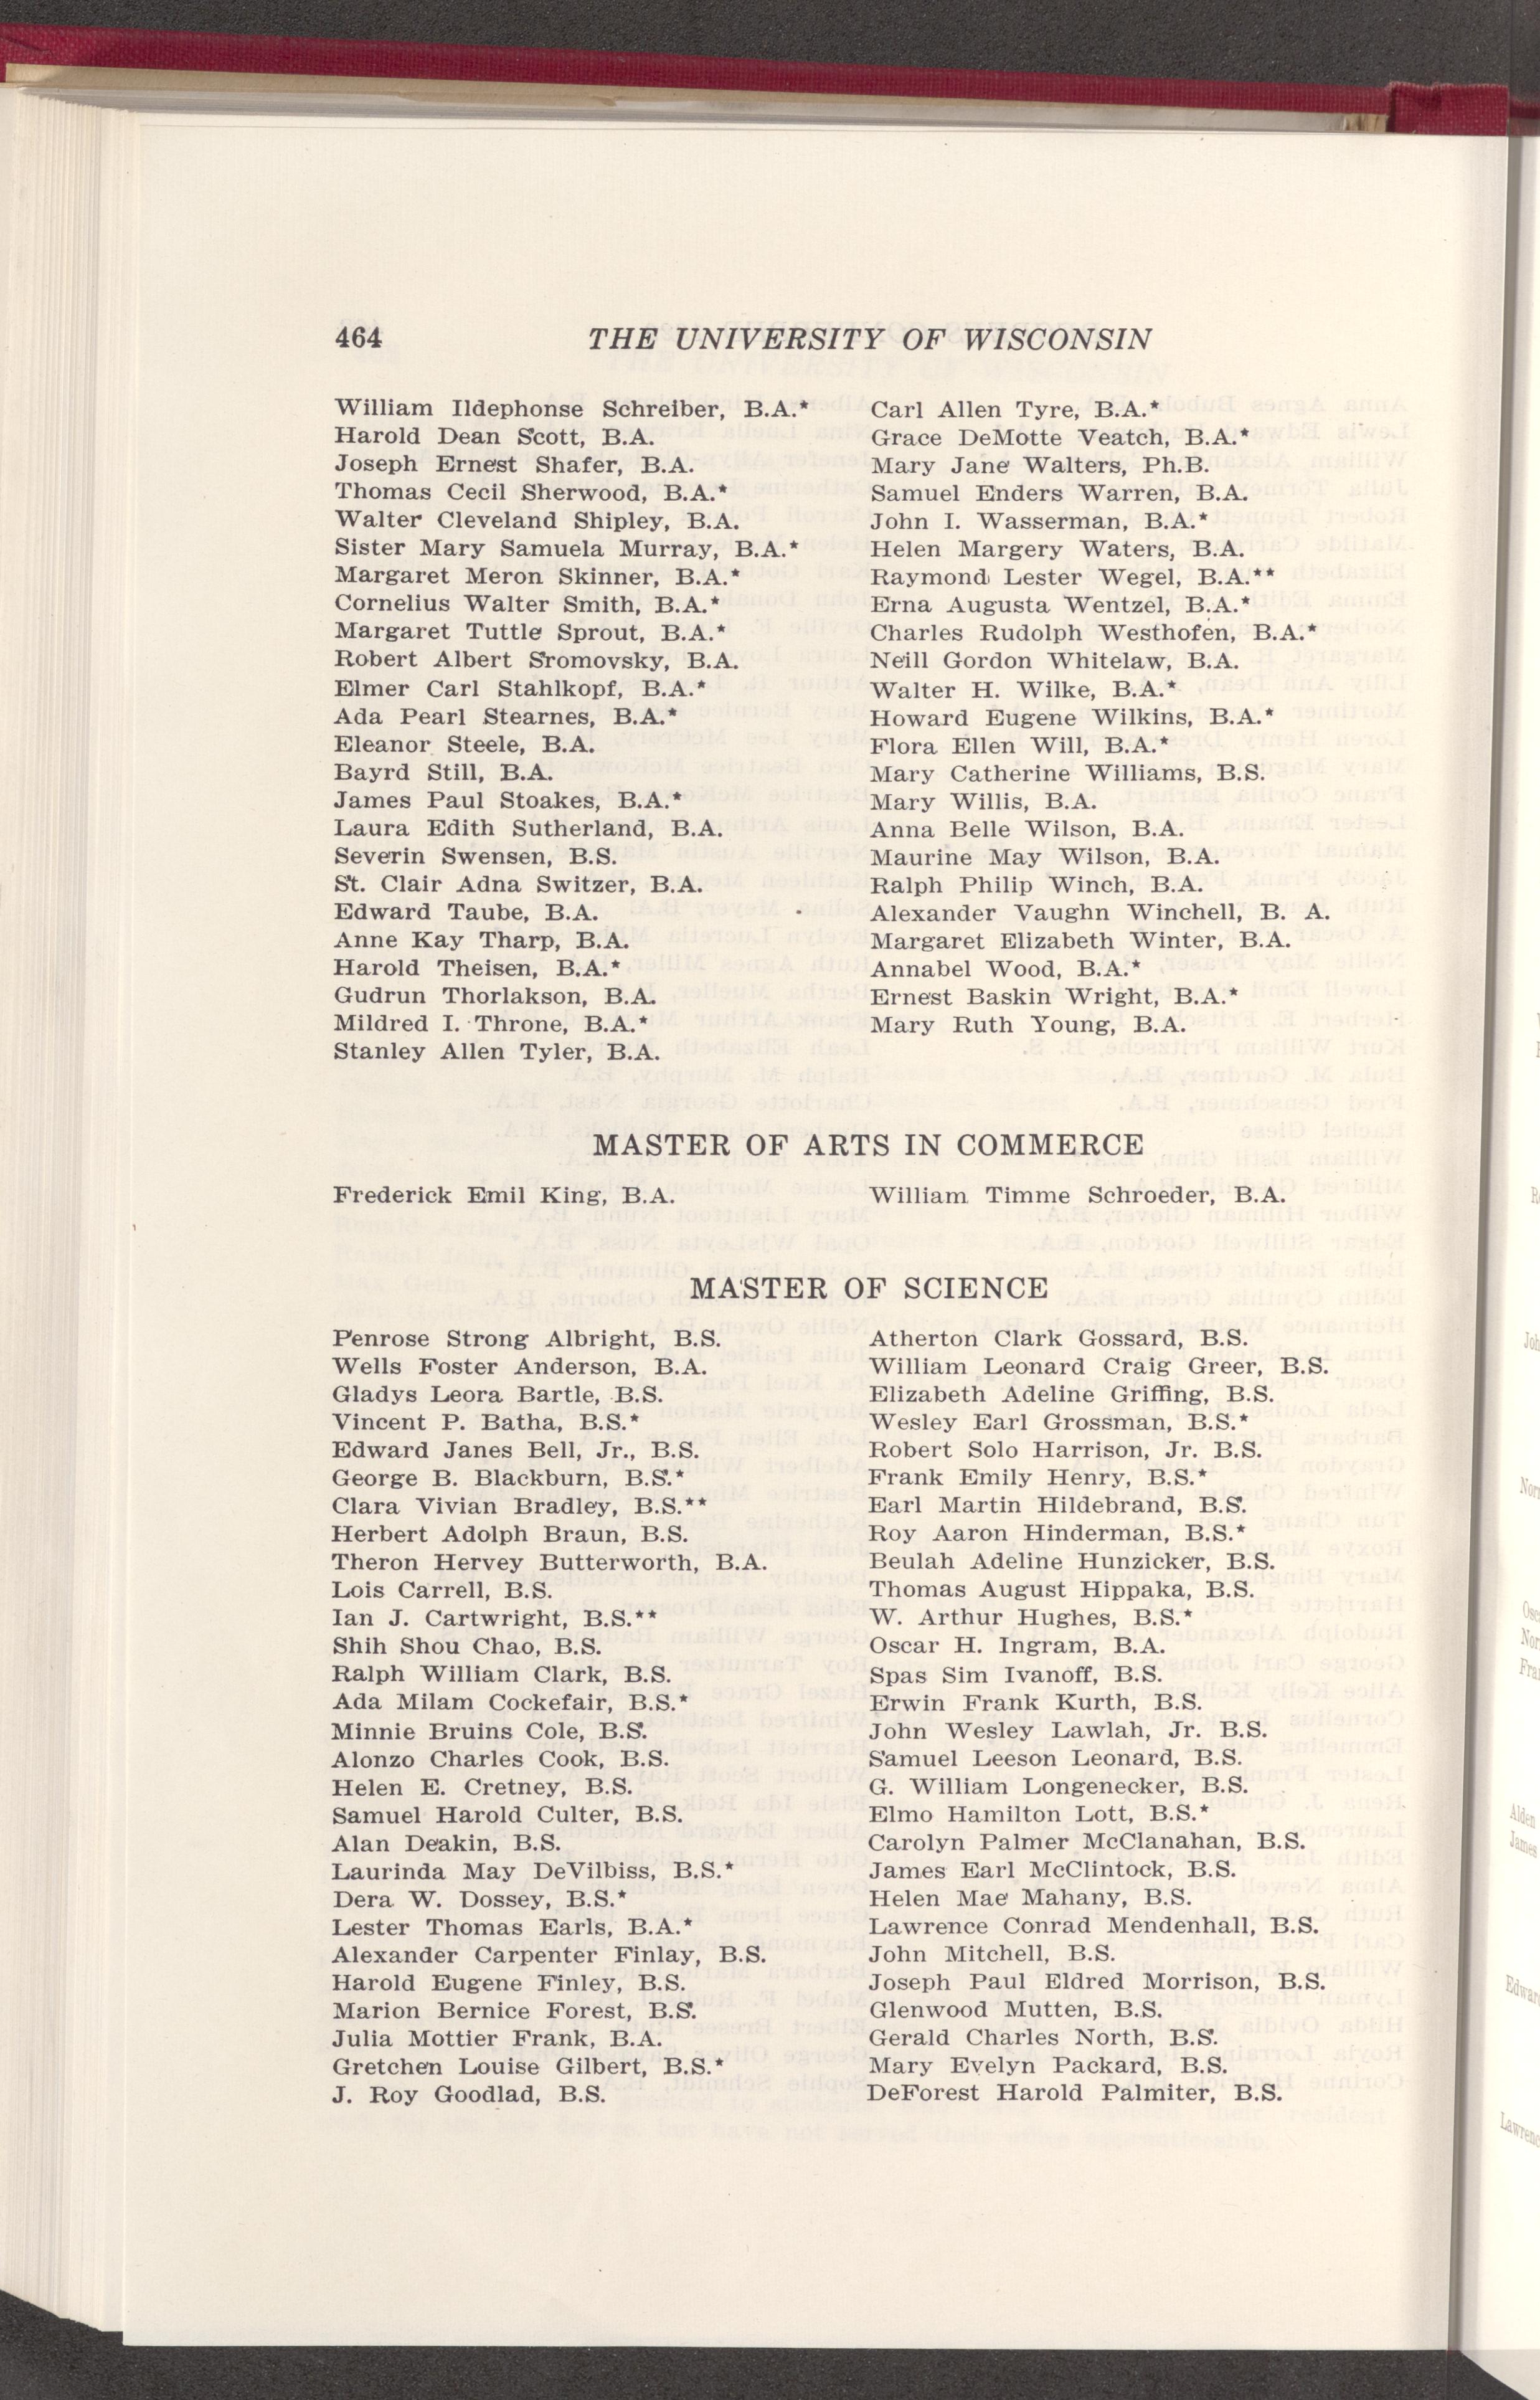 464
THE UNIVERSITY OF WISCONSIN
William Ildephonse Schreiber, B.A.*
Harold Dean Scott, B.A.
Joseph Ernest Shafer, B.A.
Thomas Cecil Sherwood, B.A.*
Walter Cleveland Shipley, B.A.
Sister Mary Samuela Murray, B.A.*
Margaret Meron Skinner, B.A.*
Cornelius Walter Smith, B.A.*
Margaret Tuttle Sprout, B.A.*
Robert Albert Sromovsky, B.A.
Elmer Carl Stahlkopf, B.A.*
Ada Pearl Stearnes, B.A.*
Eleanor Steele, B.A.
Bayrd Still, B.A.
James Paul Stoakes, B.A.*
Laura Edith Sutherland, B.A.
Severin Swensen, B.S.
St. Clair Adna Switzer, B.A.
Edward Taube, B.A.
Anne Kay Tharp, B.A.
Harold Theisen, B.A.*
Gudrun Thorlakson, B.A.
Mildred I. Throne, B.A.*
Stanley Allen Tyler, B.A.
Carl Allen Tyre, B.A.*
Grace DeMotte Veatch, B.A.*
Mary Jane Walters, Ph.B.
Samuel Enders Warren, B.A.
John I. Wasserman, B.A.*
Helen Margery Waters, B.A.
Raymond Lester Wegel, B.A.**
Erna Augusta Wentzel, B.A.*
Charles Rudolph Westhofen, B.A.*
Neill Gordon Whitelaw, B.A.
Walter H. Wilke, B.A.*
Howard Eugene Wilkins, B.A.*
Flora Ellen Will, B.A.*
Mary Catherine Williams, B.S.
Mary Willis, B.A.
Anna Belle Wilson, B.A.
Maurine May Wilson, B.A.
Ralph Philip Winch, B.A.
Alexander Vaughn Winchell, B. A.
Margaret Elizabeth Winter, B.A.
Annabel Wood, B.A.*
Ernest Baskin Wright, B.A.*
Mary Ruth Young, B.A.
MASTER OF ARTS IN COMMERCE
Frederick Emil King, B.A.
William Timme Schroeder, B.A.
MASTER OF SCIENCE
Penrose Strong Albright, B.S.
Wells Foster Anderson, B.A.
Gladys Leora Bartle, B.S.
Vincent P. Batha, B.S.*
Edward Janes Bell, Jr., B.S.
George B. Blackburn, B.S.*
Clara Vivian Bradley, B.S.**
Herbert Adolph Braun, B.S.
Theron Hervey Butterworth, B.A.
Lois Carrell, B.S.
Ian J. Cartwright, B.S.**
Shih Shou Chao, B.S.
Ralph William Clark, B.S.
Ada Milam Cockefair, B.S.*
Minnie Bruins Cole, B.S.
Alonzo Charles Cook, B.S.
Helen E. Cretney, B.S.
Samuel Harold Culter, B.S.
Alan Deakin, B.S.
Laurinda May DeVilbiss, B.S.*
Dera W. Dossey, B.S.*
Lester Thomas Earls, B.A.*
Alexander Carpenter Finlay, B.S.
Harold Eugene Finley, B.S.
Marion Bernice Forest, B.S.
Julia Mottier Frank, B.A.
Gretchen Louise Gilbert, B.S.*
J. Roy Goodlad, B.S.
Atherton Clark Gossard, B.S.
William Leonard Craig Greer, B.S.
Elizabeth Adeline Griffing, B.S.
Wesley Earl Grossman, B.S.*
Robert Solo Harrison, Jr. B.S.
Frank Emily Henry, B.S.*
Earl Martin Hildebrand, B.S.
Roy Aaron Hinderman, B.S.*
Beulah Adeline Hunzicker, B.S.
Thomas August Hippaka, B.S.
W. Arthur Hughes, B.S.*
Oscar H. Ingram, B.A.
Spas Sim Ivanoff, B.S.
Erwin Frank Kurth, B.S.
John Wesley Lawlah, Jr. B.S.
Samuel Leeson Leonard, B.S.
G. William Longenecker, B.S.
Elmo Hamilton Lott, B.S.*
Carolyn Palmer McClanahan, B.S.
James Earl McClintock, B.S.
Helen Mae Mahany, B.S.
Lawrence Conrad Mendenhall, B.S.
John Mitchell, B.S.
Joseph Paul Eldred Morrison, B.S.
Glenwood Mutten, B.S.
Gerald Charles North, B.S.
Mary Evelyn Packard, B.S.
DeForest Harold Palmiter, B.S.